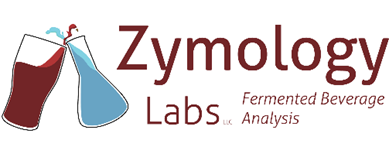 Zymology
Labs LLC Fermented Beverage
Analysis